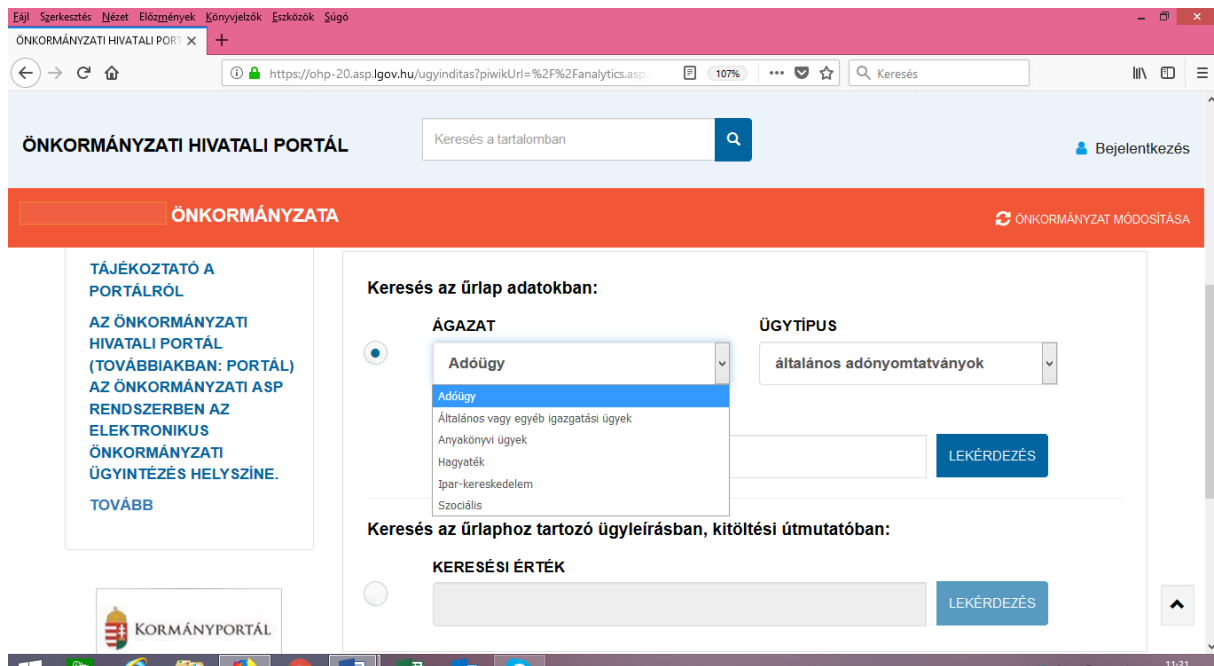 Fájl Szerkesztés Nézet Előzmények Könyvjelzők Eszközök Súgó
ÖNKORMÁNYZATI HIVATALI PORT
https://ohp-20.asp.lgov.hu/ugyinditas?piwikUrl=%2F%2Fanalytics.asp.l
107%
Keresés
ÖNKORMÁNYZATI HIVATALI PORTÁL
Keresés a tartalomban
Bejelentkezés
ÖNKORMÁNYZATA
ÖNKORMÁNYZAT MÓDOSÍTÁSA
TÁJÉKOZTATÓ A
PORTÁLRÓL
AZ ÖNKORMÁNYZATI
HIVATALI PORTÁL
(TOVÁBBIAKBAN: PORTÁL)
AZ ÖNKORMÁNYZATI ASP
RENDSZERBEN AZ
ELEKTRONIKUS
ÖNKORMÁNYZATI
ÜGYINTÉZÉS HELYSZÍNE.
TOVÁBB
KORMÁNYPORTÁL
Keresés az űrlap adatokban:
ÁGAZAT
ÜGYTÍPUS
Adóügy
általános adónyomtatványok
Adóügy
Általános vagy egyéb igazgatási ügyek
Anyakönyvi ügyek
Hagyaték
Ipar-kereskedelem
Szociális
LEKÉRDEZÉS
Keresés az űrlaphoz tartozó ügyleírásban, kitöltési útmutatóban:
KERESÉSI ÉRTÉK
LEKÉRDEZÉS
11:31